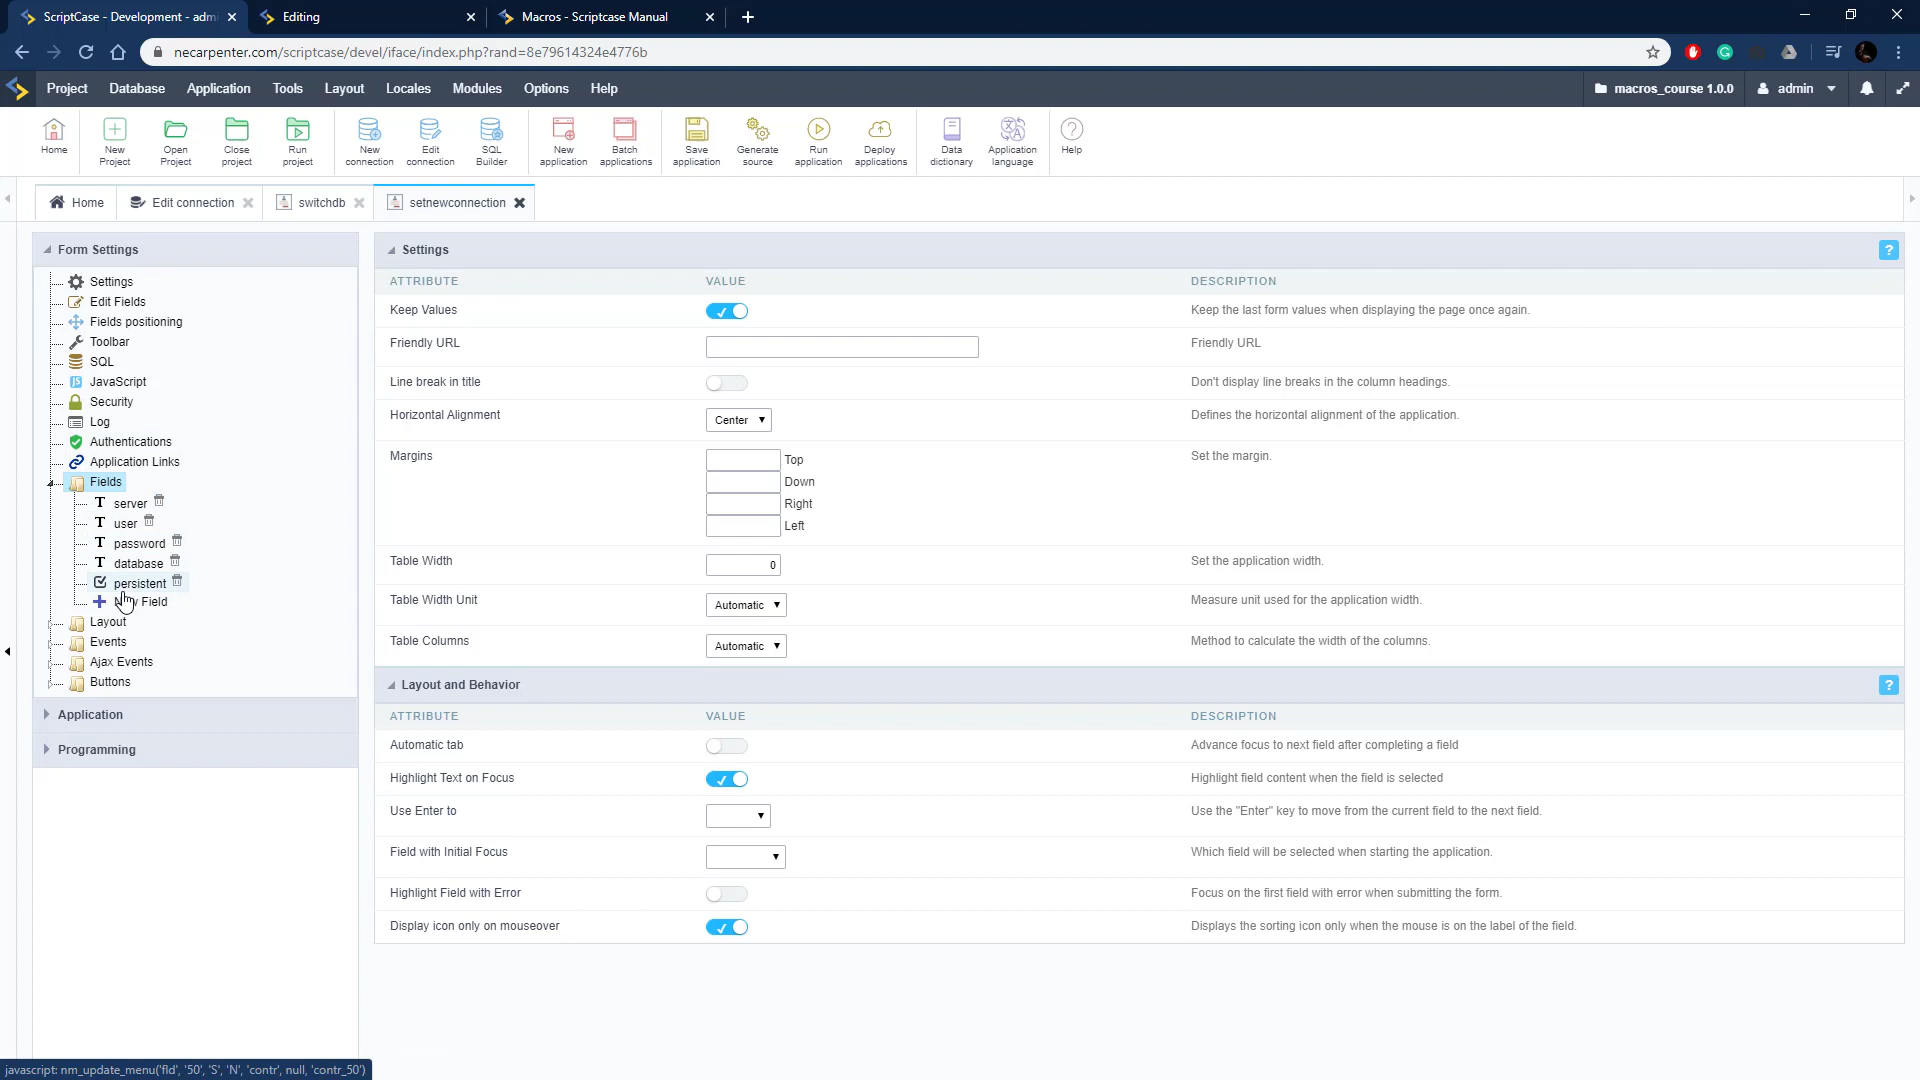 ScriptCase - Development - admi
Editing
Macros - Scriptcase Manual
necarpenter.com/scriptcase/devel/iface/index.php?rand=8e79614324e4776b
Project Database Application Tools Layout Locales Modules Options Help
macros_course 1.0.0 admin
Home
New Project
Open Project
Close project
Run project
New connection
Edit connection
SQL Builder
New application
Batch applications
Save application
Generate source
Run application
Deploy applications
Data dictionary
Application language
Help
Home Edit connection switchdb setnewconnection
Form Settings
Settings
Edit Fields
Fields positioning
Toolbar
SQL
JavaScript
Security
Log
Authentications
Application Links
Fields
server
user
password
database
persistent
Field
Layout
Events
Ajax Events
Buttons
Application
Programming
Settings ?
ATTRIBUTE VALUE DESCRIPTION
Keep Values Keep the last form values when displaying the page once again.
Friendly URL Friendly URL
Line break in title Don't display line breaks in the column headings.
Horizontal Alignment Center Defines the horizontal alignment of the application.
Margins Top Set the margin.
Down
Right
Left
Table Width 0 Set the application width.
Table Width Unit Automatic Measure unit used for the application width.
Table Columns Automatic Method to calculate the width of the columns.
Layout and Behavior ?
ATTRIBUTE VALUE DESCRIPTION
Automatic tab Advance focus to next field after completing a field
Highlight Text on Focus Highlight field content when the field is selected
Use Enter to Use the "Enter" key to move from the current field to the next field.
Field with Initial Focus Which field will be selected when starting the application.
Highlight Field with Error Focus on the first field with error when submitting the form.
Display icon only on mouseover Displays the sorting icon only when the mouse is on the label of the field.
javascript: nm_update_menu('fld', '50', 'S', 'N', 'contr', null, 'contr_50')